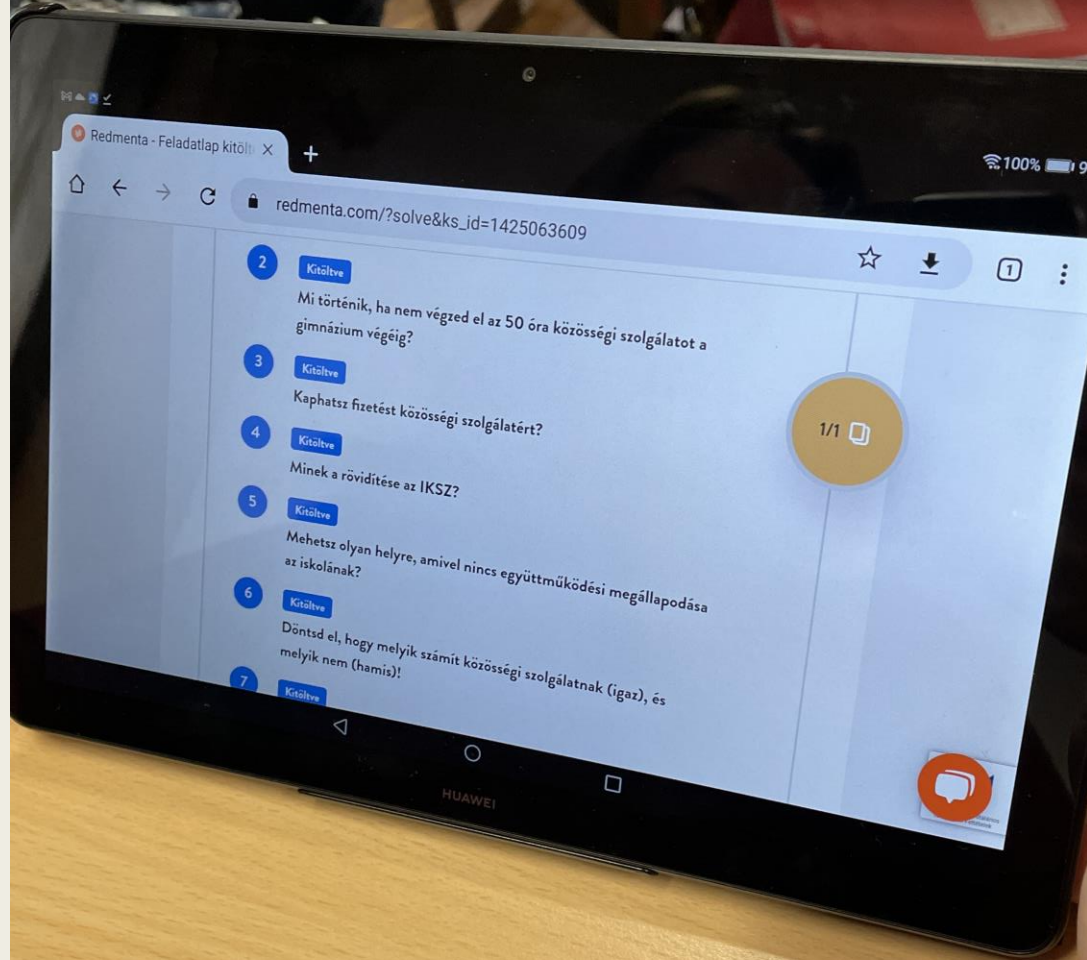 Redmenta - Feladatlap kitölt
100%
9
redmenta.com/?solve&ks_id=1425063609
1
2
Kitöltve
Mi történik, ha nem végzed el az 50 óra közösségi szolgálatot a
gimnázium végéig?
3
Kitöltve
Kaphatsz fizetést közösségi szolgálatért?
1/1
4
Kitöltve
Minek a rövidítése az IKSZ?
5
Kitöltve
Mehetsz olyan helyre, amivel nincs együttműködési megállapodása
az iskolának?
6
Kitöltve
Döntsd el, hogy melyik számít közösségi szolgálatnak (igaz), és
melyik nem (hamis)!
7
Kitöltve
HUAWEI